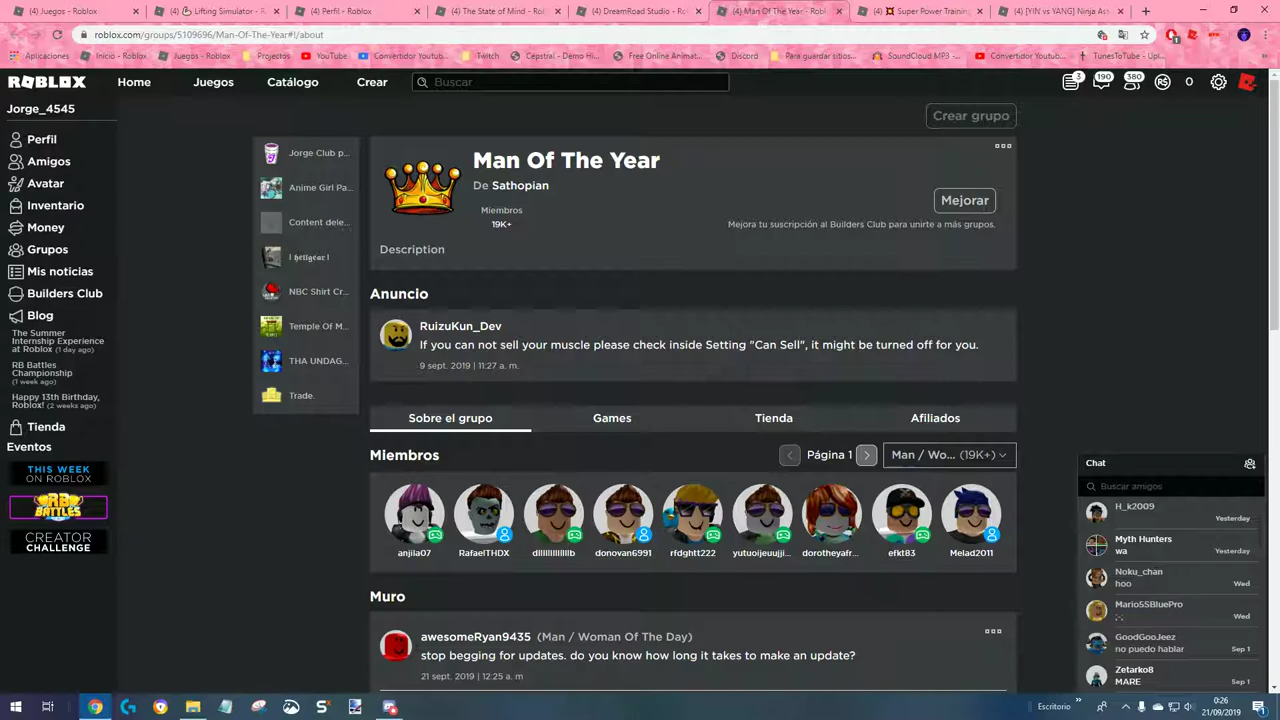 (4) Juegos - Roblox
(4) Lifting Simulator - R
(4) Perfil - Roblox
(4) The State of Mind - Rob
(4) DreamRoad Studio - Rob
(4) Man Of The Year - Roblo
(4) Super Power Training
(4) [YIN vs YANG] Ninja Ass
roblox.com/groups/5109696/Man-Of-The-Year#!/about
Aplicaciones
Inicio - Roblox
Juegos - Roblox
Projectos
YouTube
Convertidor Youtub...
Twitch
Cepstral - Demo Hi...
Free Online Animat...
Discord
Para guardar sitios...
SoundCloud MP3 -...
Convertidor Youtub...
TunesToTube - Upl...
ROBLOX
Home
Juegos
Catálogo
Crear
Buscar
3
190
380
0
Jorge_4545
Perfil
Amigos
Avatar
Inventario
Money
Grupos
Mis noticias
Builders Club
Blog
The Summer
Internship Experience
at Roblox (1 day ago)
RB Battles
Championship
(1 week ago)
Happy 13th Birthday,
Roblox! (2 weeks ago)
Tienda
Eventos
THIS WEEK
ON ROBLOX
RB
BATTLES
CREATOR
CHALLENGE
Crear grupo
Jorge Club p...
Anime Girl Pa...
Content dele...
I hellgear I
NBC Shirt Cr...
Temple Of M...
THA UNDAG...
Trade.
Man Of The Year
De Sathopian
Miembros
19K+
Mejorar
Mejora tu suscripción al Builders Club para unirte a más grupos.
Description
Anuncio
RuizuKun_Dev
If you can not sell your muscle please check inside Setting "Can Sell", it might be turned off for you.
9 sept. 2019 | 11:27 a. m.
Sobre el grupo
Games
Tienda
Afiliados
Miembros
Página 1
Man / Wo... (19K+)
anjila07
RafaelTHDX
donovan6991
rfdghtt222
yutuoijeuujji...
dorotheyafr...
efkt83
Melad2011
Muro
awesomeRyan9435 (Man / Woman Of The Day)
stop begging for updates. do you know how long it takes to make an update?
21 sept. 2019 | 12:25 a. m
Chat
Buscar amigos
H_k2009
Yesterday
Myth Hunters
wa
Yesterday
Noku_chan
hoo
Wed
Mario5SBluePro
:-:
Wed
GoodGooJeez
no puedo hablar
Sep 1
Zetarko8
MARE
Sep 1
Escritorio
0:26
21/09/2019